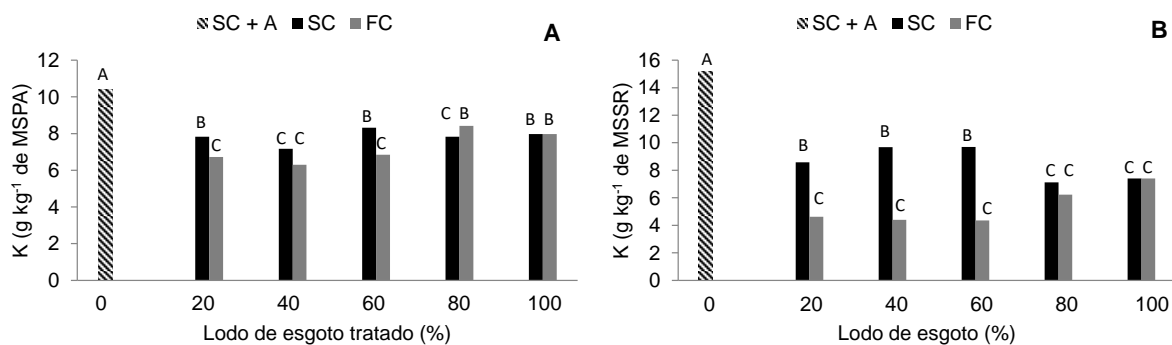 SC + A SC FC
A
K (g kg-1 de MSPA)
12
10
8
6
4
2
0
A
B C
C C
B C
C B
B B
0 20 40 60 80 100
Lodo de esgoto tratado (%)
SC + A SC FC
B
K (g kg-1 de MSSR)
16
14
12
10
8
6
4
2
0
A
B C
B C
B C
C C
C C
0 20 40 60 80 100
Lodo de esgoto (%)